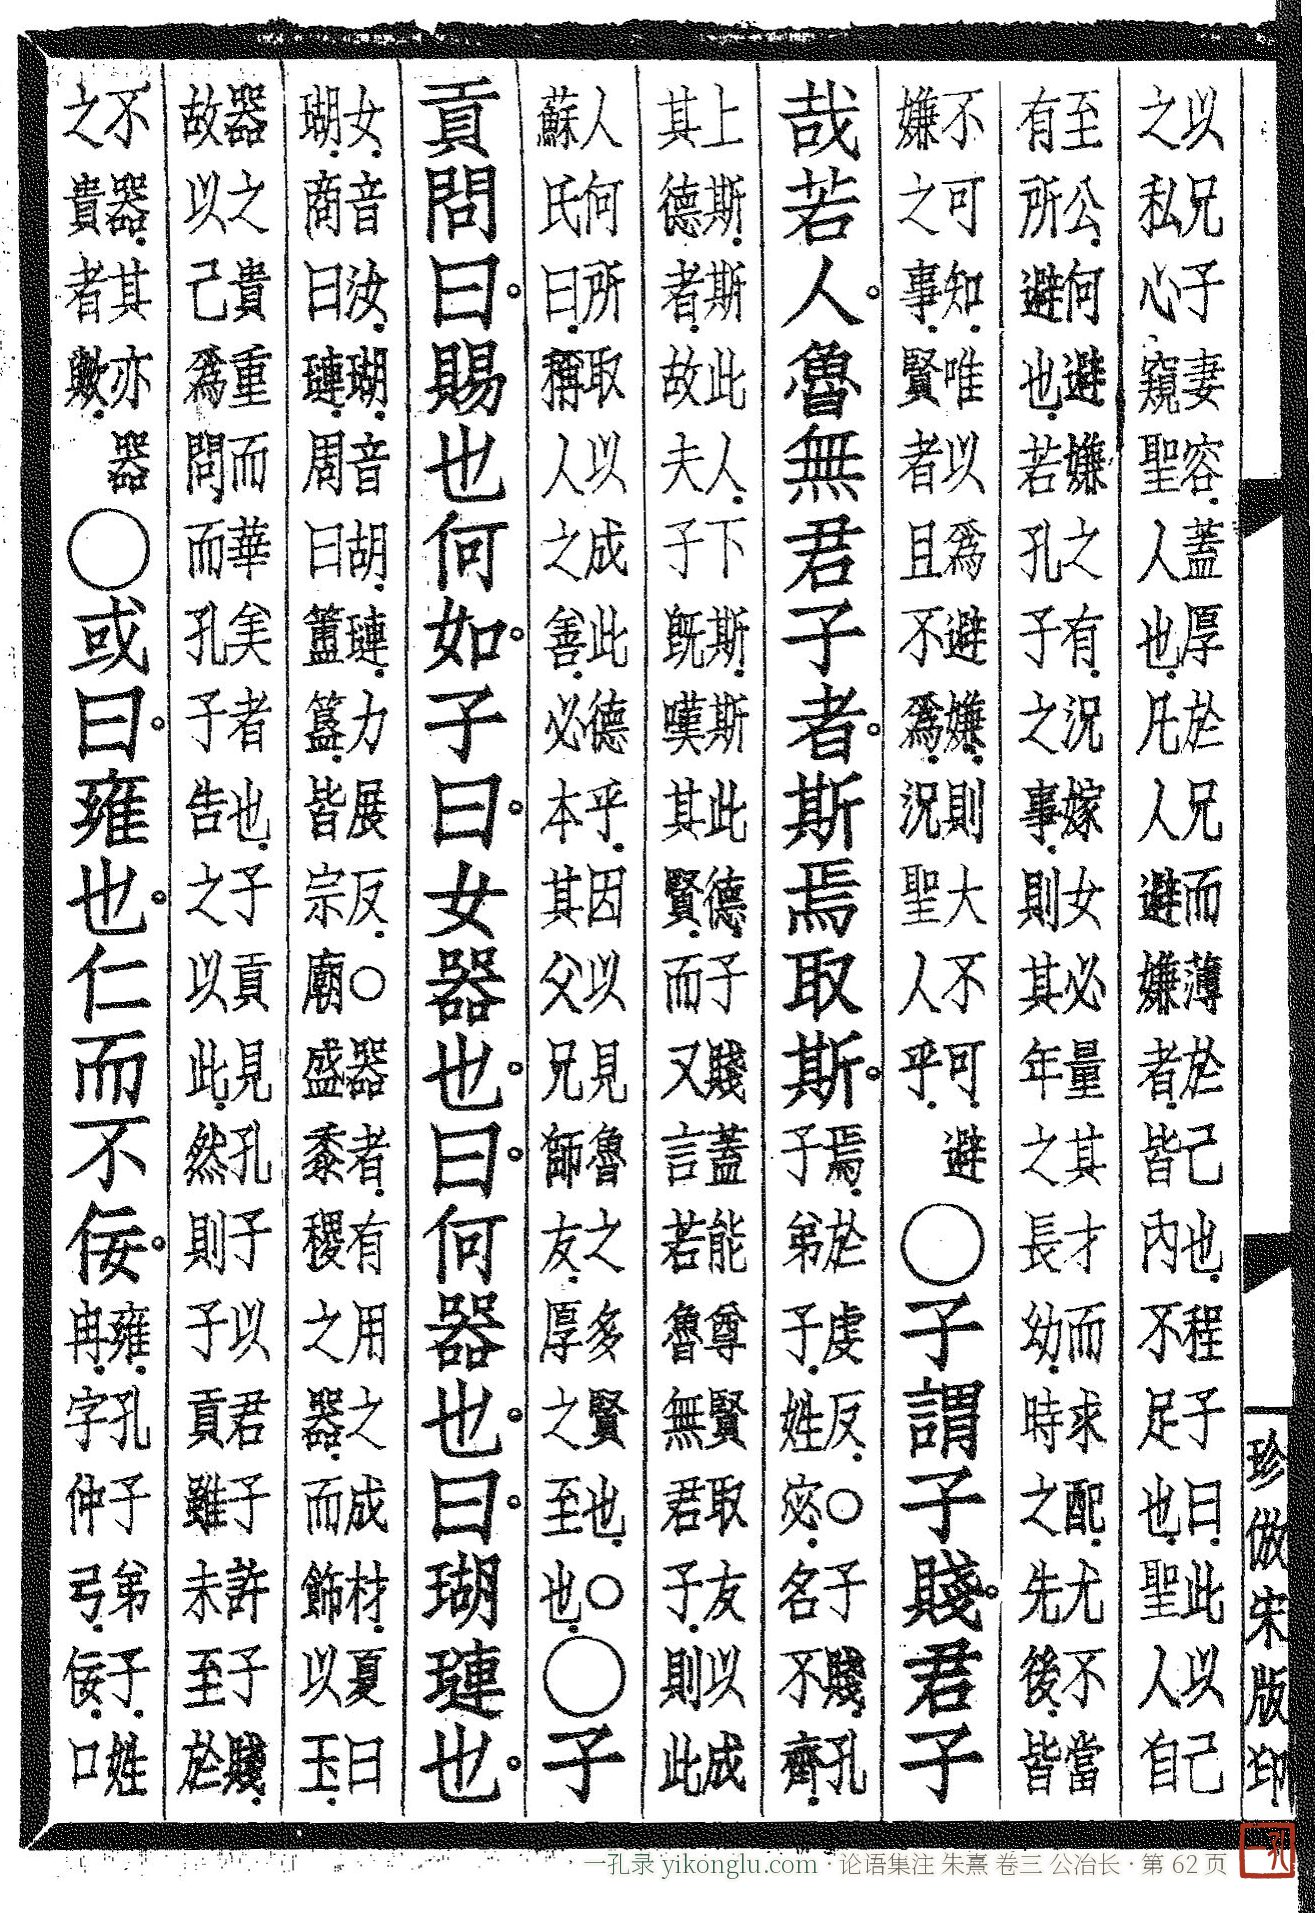 以兄子妻容蓋厚於兄而薄於己也程子曰此以己
之私心窺聖人也凡人避嫌者皆內不足也聖人自
至公何避嫌之有況嫁女必量其才而求配尤不當
有所避也若孔子之事則其年之長幼時之先後皆
不可知唯以爲避嫌則大不可避
嫌之事賢者且不爲況聖人乎
○子謂子賤君子
哉若人魯無君子者斯焉取斯
焉於虔反○子賤孔
子弟子姓宓名不齊
上斯斯此人下斯斯此德子賤蓋能尊賢取友以成
其德者故夫子既嘆其賢而又言若魯無君子則此
人何所取以成此德乎因以見魯之多賢也○
蘇氏曰稱人之善必本其父兄師友厚之至也
○子
貢問曰賜也何如子曰女器也曰何器也曰瑚璉也
女音汝瑚音胡璉力展反○器者有用之成材夏曰
瑚商曰璉周曰簠簋皆宗廟盛黍稷之器而飾以玉
器之貴重而華美者也子貢見孔子以君子許子賤
故以己爲問而孔子告之以此然則子貢雖未至於
不器其亦器
之貴者歟
○或曰雍也仁而不佞
雍孔子弟子姓
冉字仲弓佞口
珍倣宋版印
一孔录 yikonglu.com · 论语集注 朱熹 卷三 公冶长 · 第 62 页
一孔